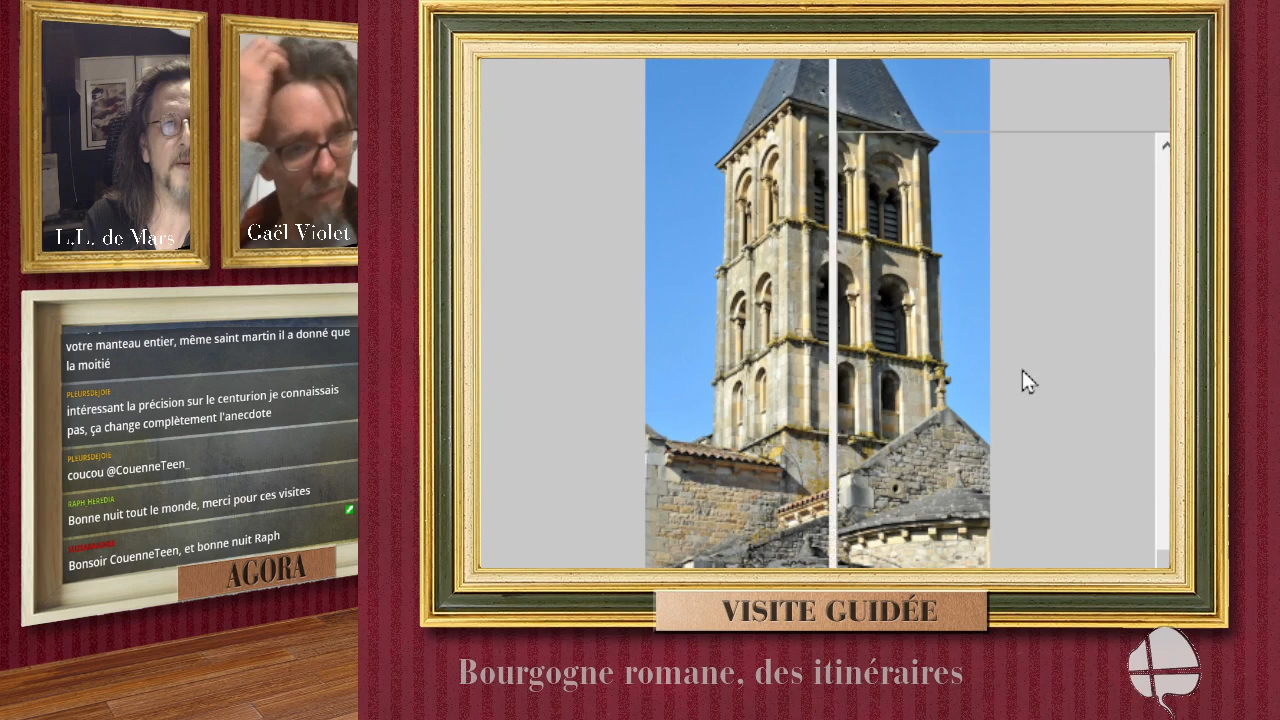 L.L. de Mars
Gaël Violet
votre manteau entier, même saint martin il a donné que
la moitié
PLEURSDEJOIE
intéressant la précision sur le centurion je connaissais
pas, ça change complètement l'anecdote
PLEURSDEJOIE
coucou @CouenneTeen_
RAPH HEREDIA
Bonne nuit tout le monde, merci pour ces visites
Bonsoir CouenneTeen, et bonne nuit Raph
AGORA
VISITE GUIDÉE
Bourgogne romane, des itinéraires